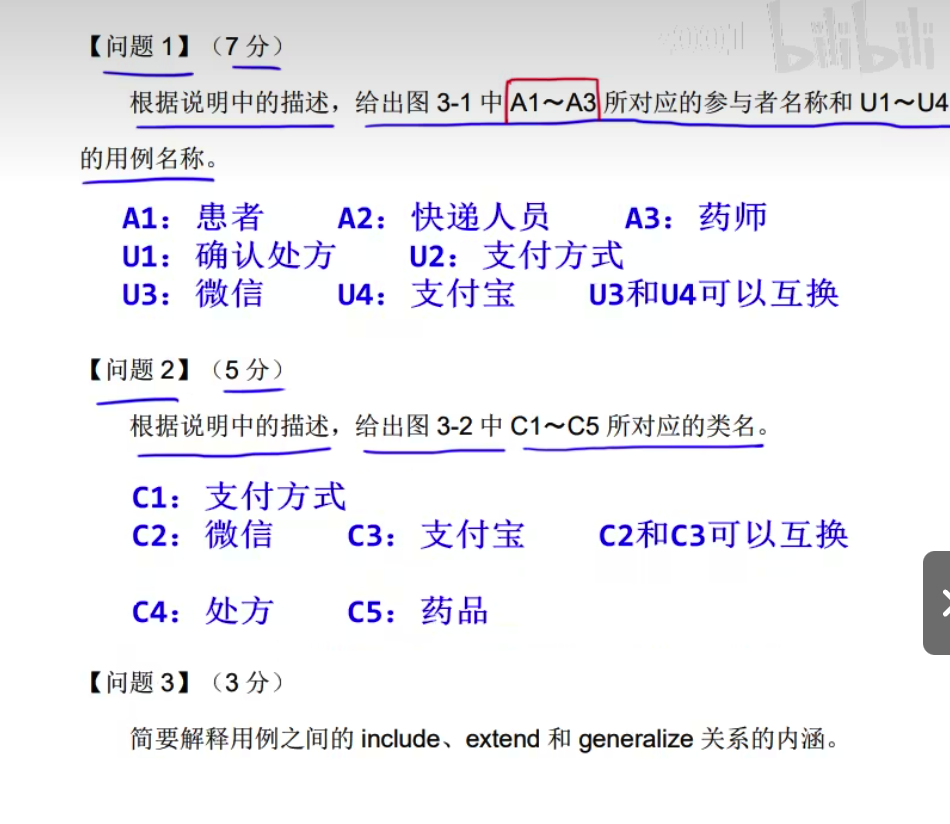 bilibili
【问题 1】（7 分）
根据说明中的描述，给出图 3-1 中 A1～A3 所对应的参与者名称和 U1～U4
的用例名称。
A1： 患者 A2： 快递人员 A3： 药师
U1： 确认处方 U2： 支付方式
U3： 微信 U4： 支付宝 U3和U4可以互换
【问题 2】（5 分）
根据说明中的描述，给出图 3-2 中 C1～C5 所对应的类名。
C1： 支付方式
C2： 微信 C3： 支付宝 C2和C3可以互换
C4： 处方 C5： 药品
【问题 3】（3 分）
简要解释用例之间的 include、extend 和 generalize 关系的内涵。